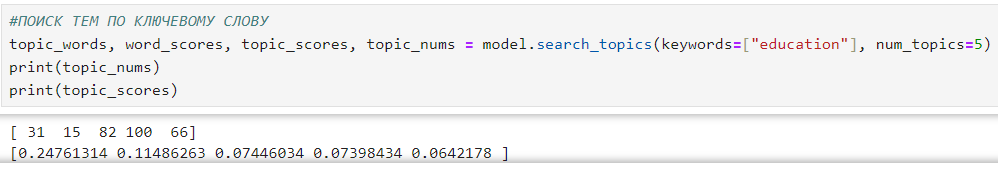 #ПОИСК ТЕМ ПО КЛЮЧЕВОМУ СЛОВУ
topic_words, word_scores, topic_scores, topic_nums = model.search_topics(keywords=["education"], num_topics=5)
print(topic_nums)
print(topic_scores)
[ 31  15  82 100  66]
[0.24761314 0.11486263 0.07446034 0.07398434 0.0642178 ]